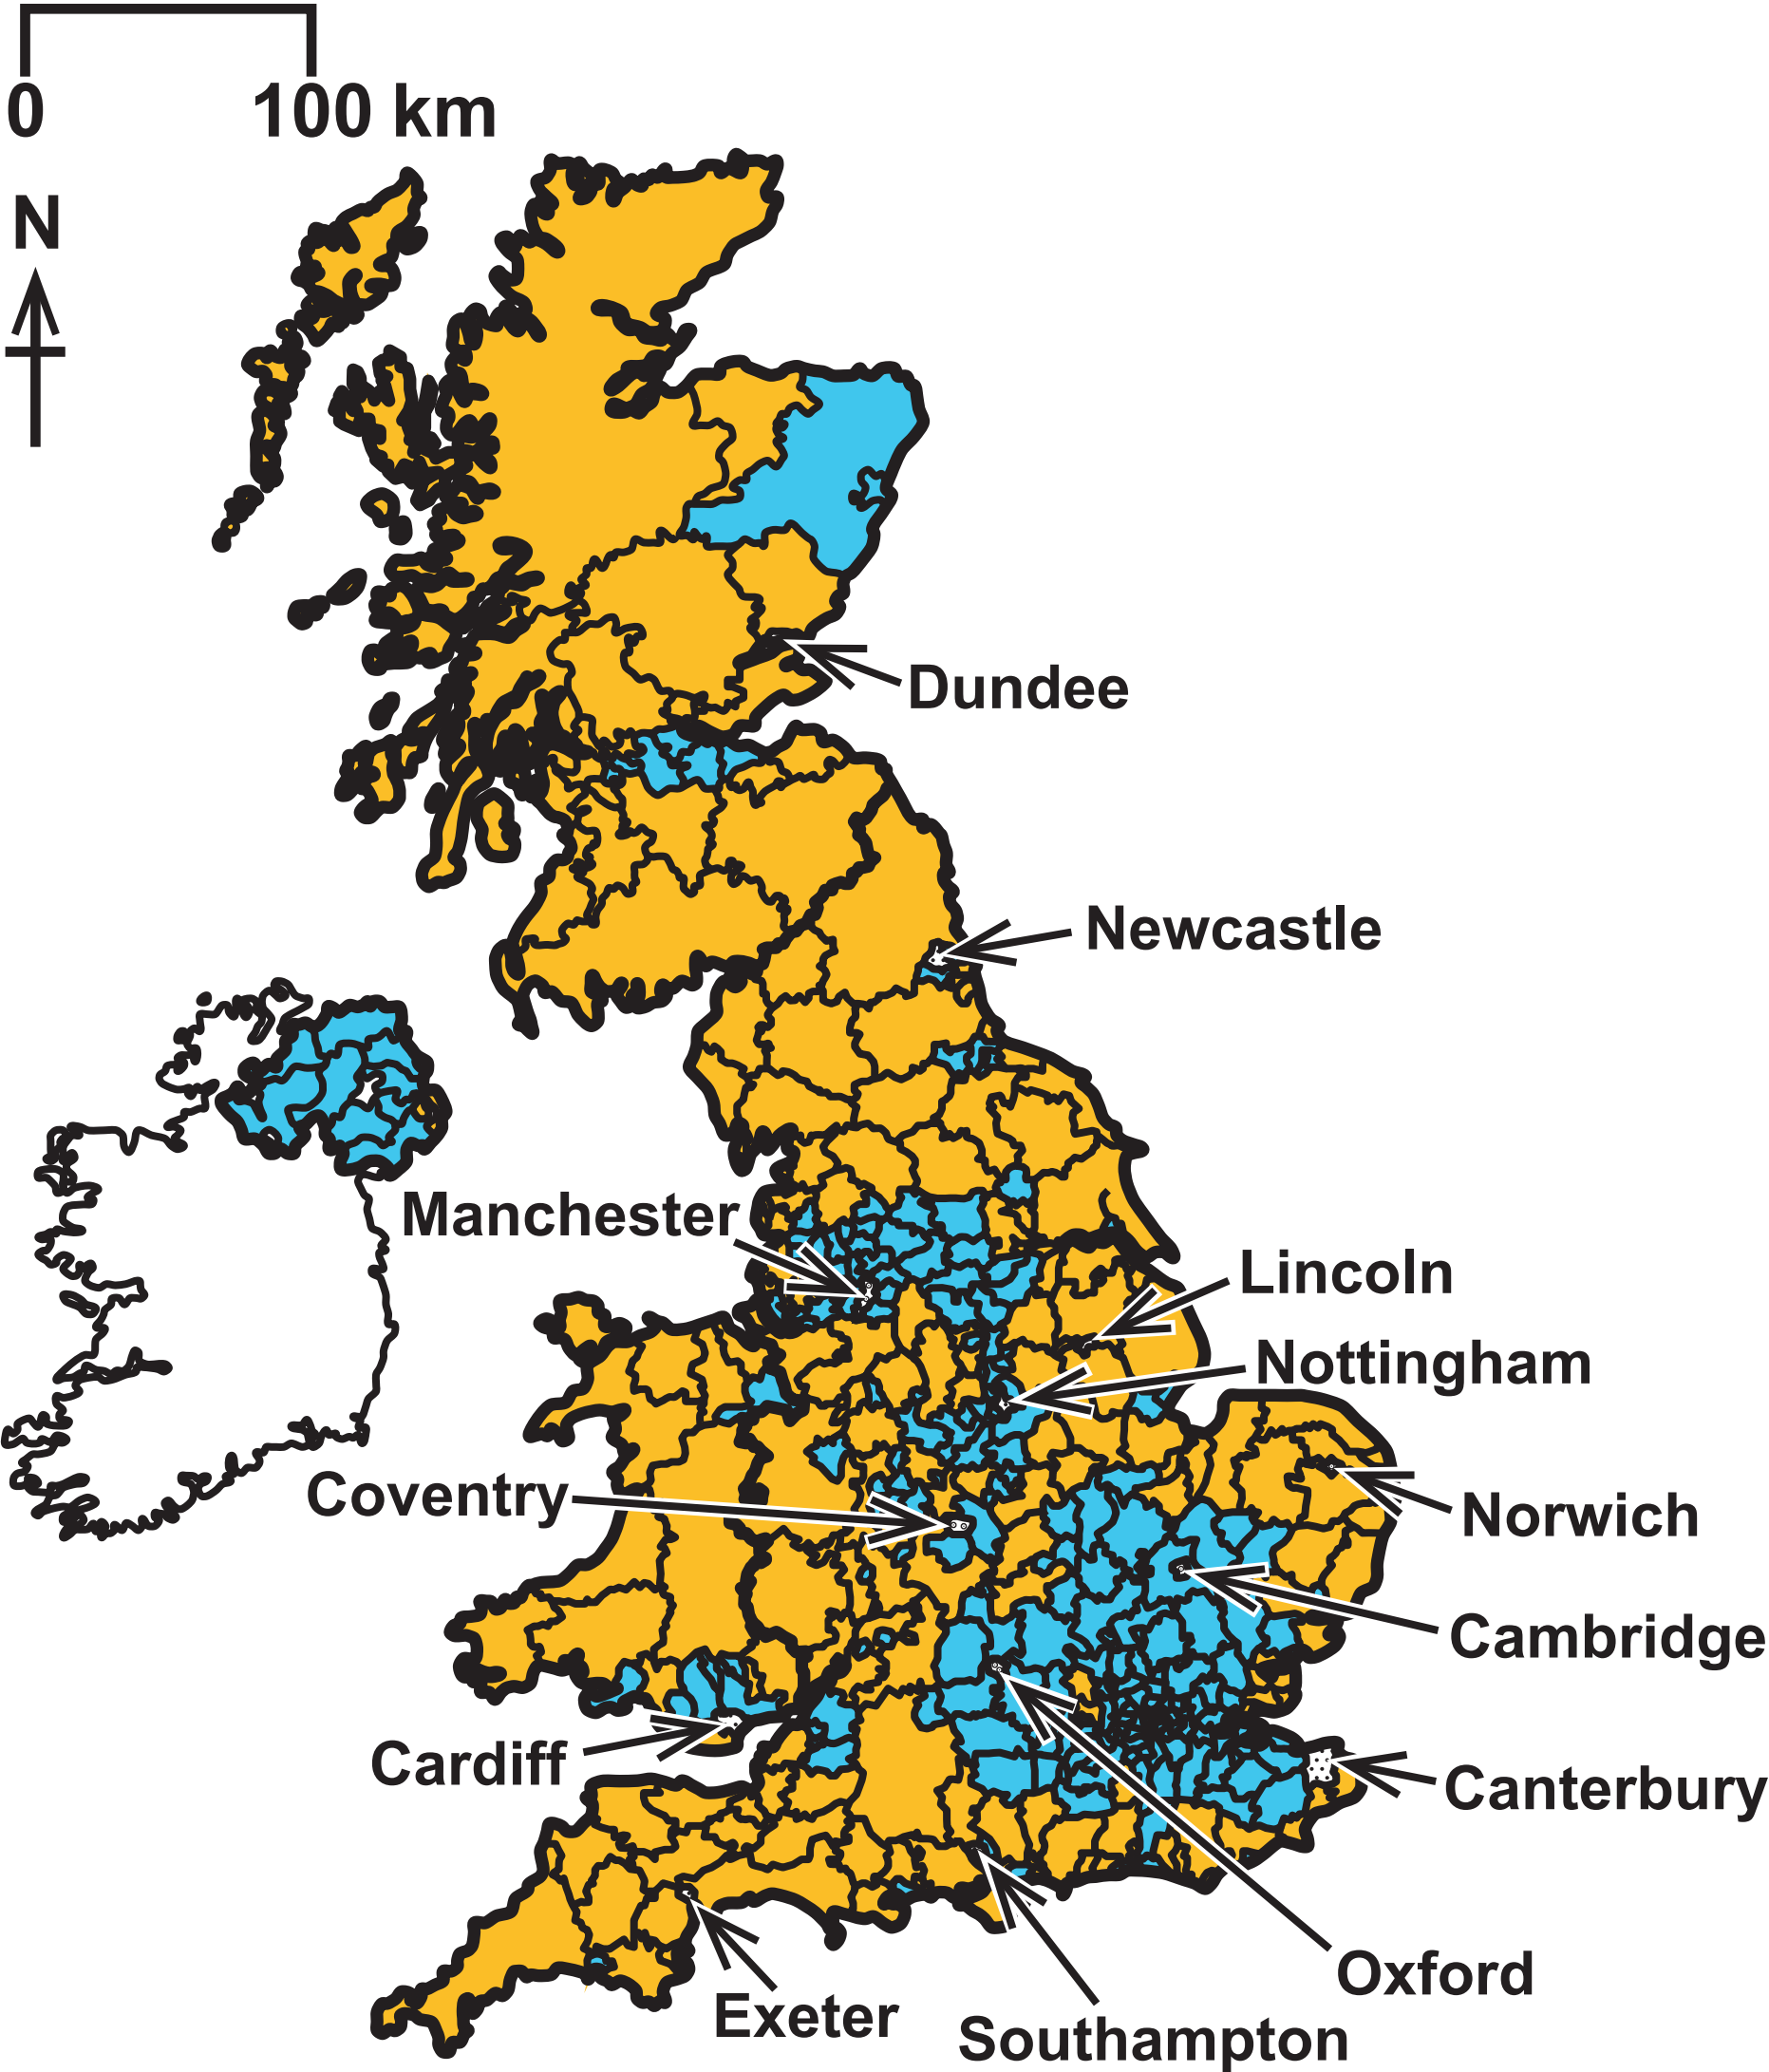 0 100 km
N
Dundee
Newcastle
Manchester
Lincoln
Nottingham
Coventry
Norwich
Cambridge
Cardiff
Canterbury
Oxford
Exeter
Southampton